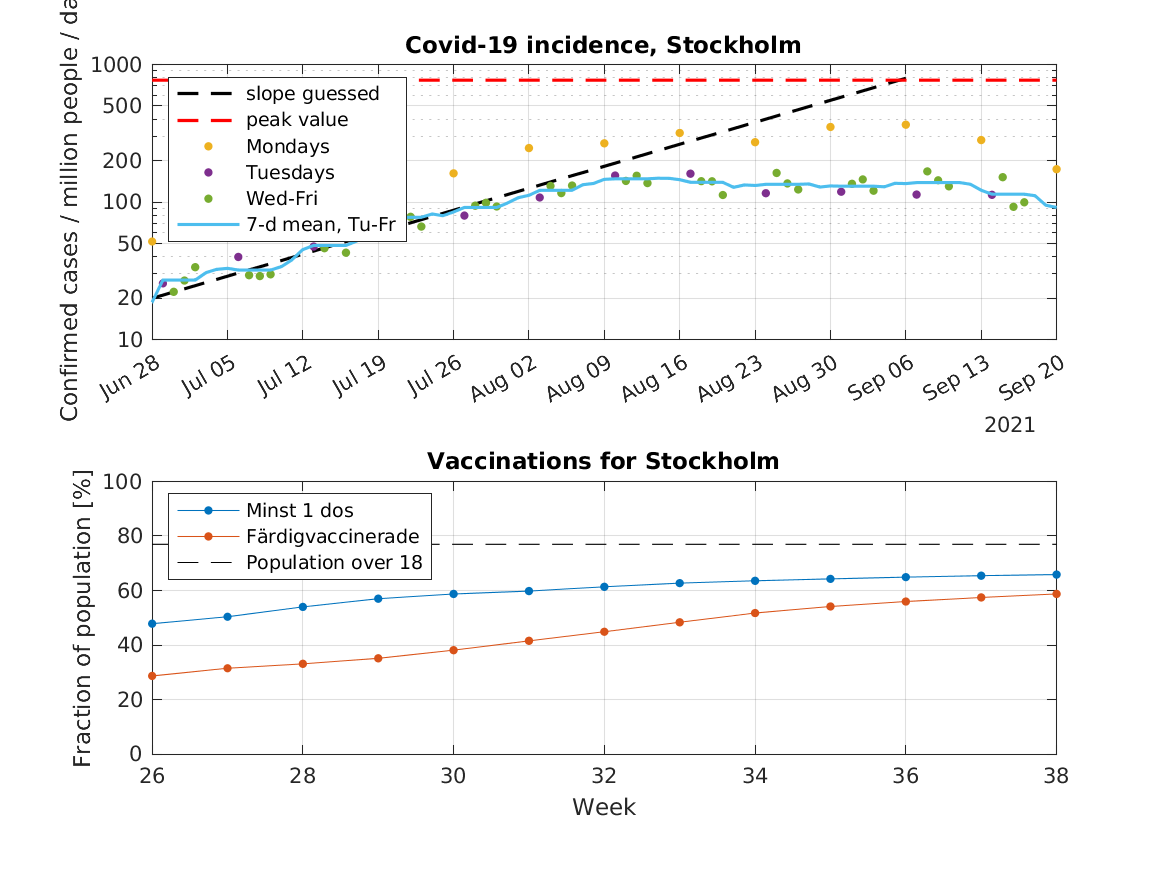 Covid-19 incidence, Stockholm
Confirmed cases / million people / da
1000
500
200
100
50
20
10
slope guessed
peak value
Mondays
Tuesdays
Wed-Fri
7-d mean, Tu-Fr
Jun 28 Jul 05 Jul 12 Jul 19 Jul 26 Aug 02 Aug 09 Aug 16 Aug 23 Aug 30 Sep 06 Sep 13 Sep 20
2021
Vaccinations for Stockholm
Fraction of population [%]
100
80
60
40
20
0
Minst 1 dos
Färdigvaccinerade
Population over 18
26 28 30 32 34 36 38
Week